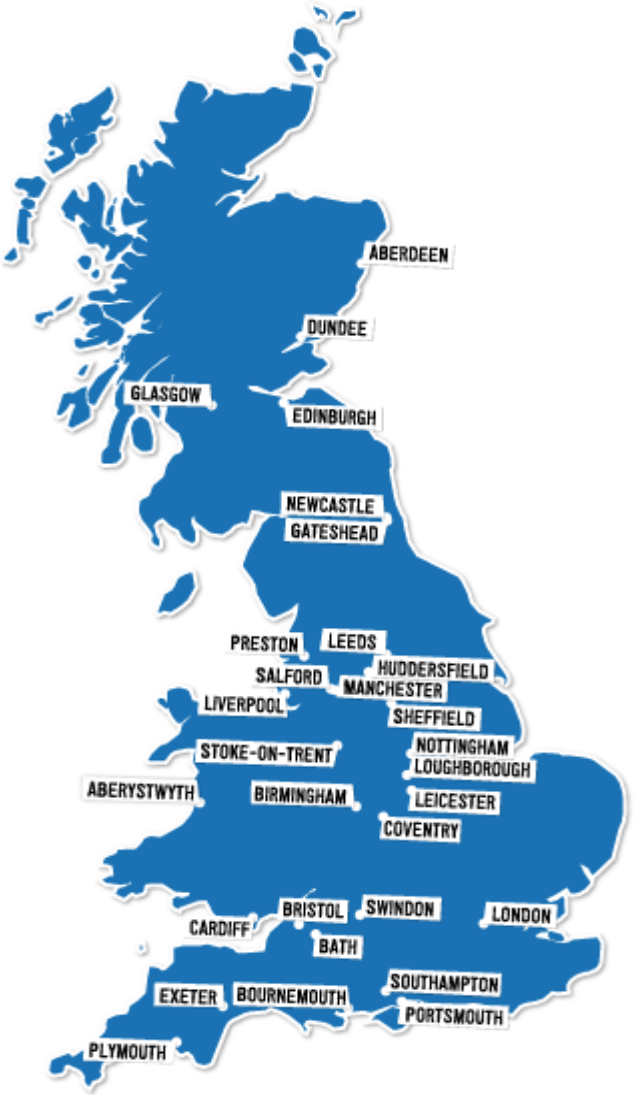 ABERDEEN
DUNDEE
GLASGOW
EDINBURGH
NEWCASTLE
GATESHEAD
PRESTON
LEEDS
HUDDERSFIELD
SALFORD
MANCHESTER
LIVERPOOL
SHEFFIELD
STOKE-ON-TRENT
NOTTINGHAM
LOUGHBOROUGH
ABERYSTWYTH
BIRMINGHAM
LEICESTER
COVENTRY
CARDIFF
BRISTOL
SWINDON
LONDON
BATH
SOUTHAMPTON
EXETER
BOURNEMOUTH
PORTSMOUTH
PLYMOUTH